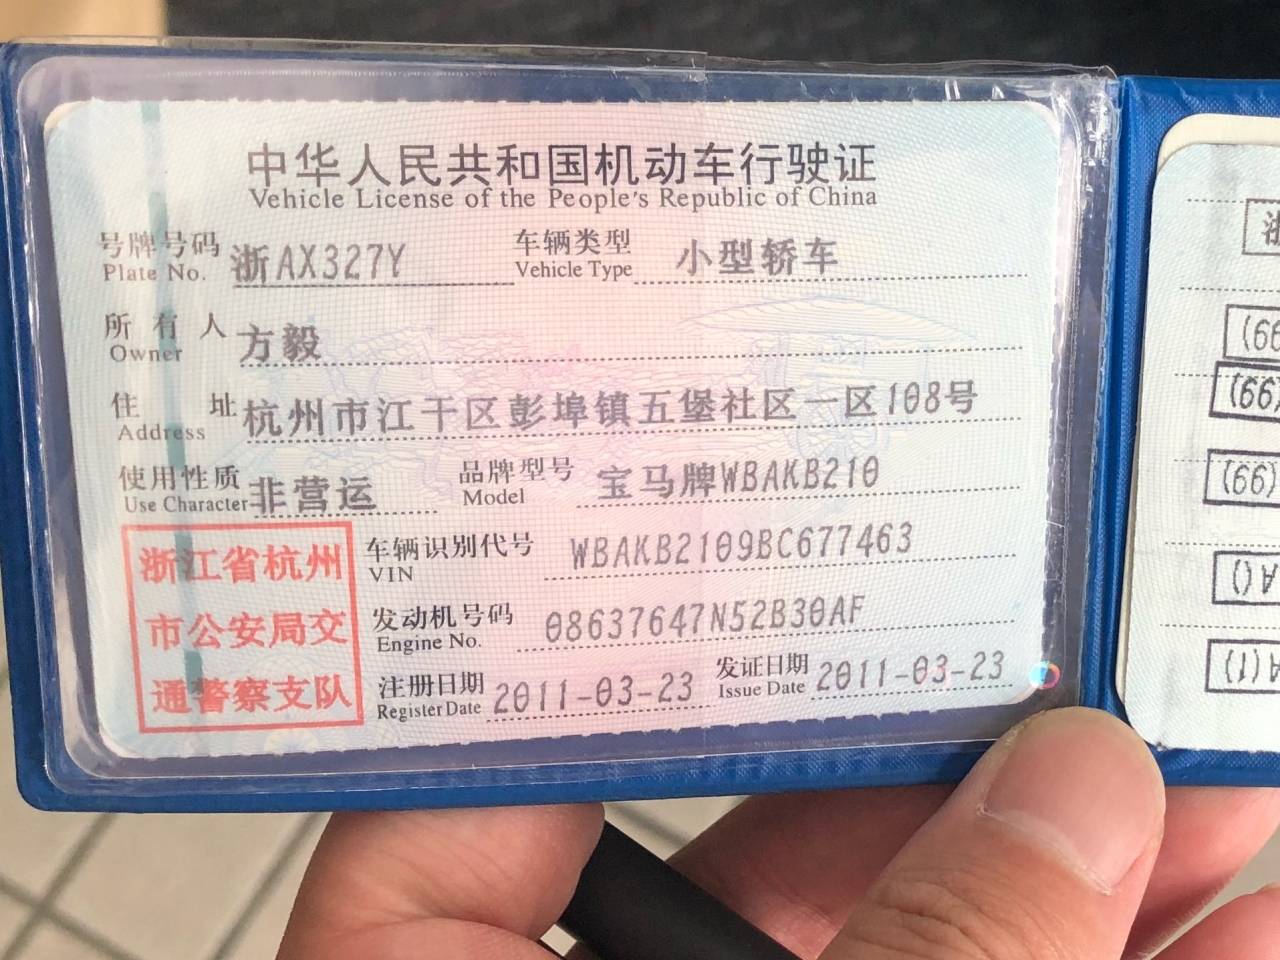 中华人民共和国机动车行驶证
Vehicle License of the People's Republic of China
号牌号码 浙AX327Y 车辆类型 小型轿车
Plate No. Vehicle Type
所有人 方毅
Owner
住址 杭州市江干区彭埠镇五堡社区一区108号
Address
使用性质 非营运 品牌型号 宝马牌WBAKB210
Use Character Model
浙江省杭州
市公安局交
通警察支队
车辆识别代号 WBAKB2109BC677463
VIN
发动机号码 08637647N52B30AF
Engine No.
注册日期 2011-03-23 发证日期 2011-03-23
Register Date Issue Date